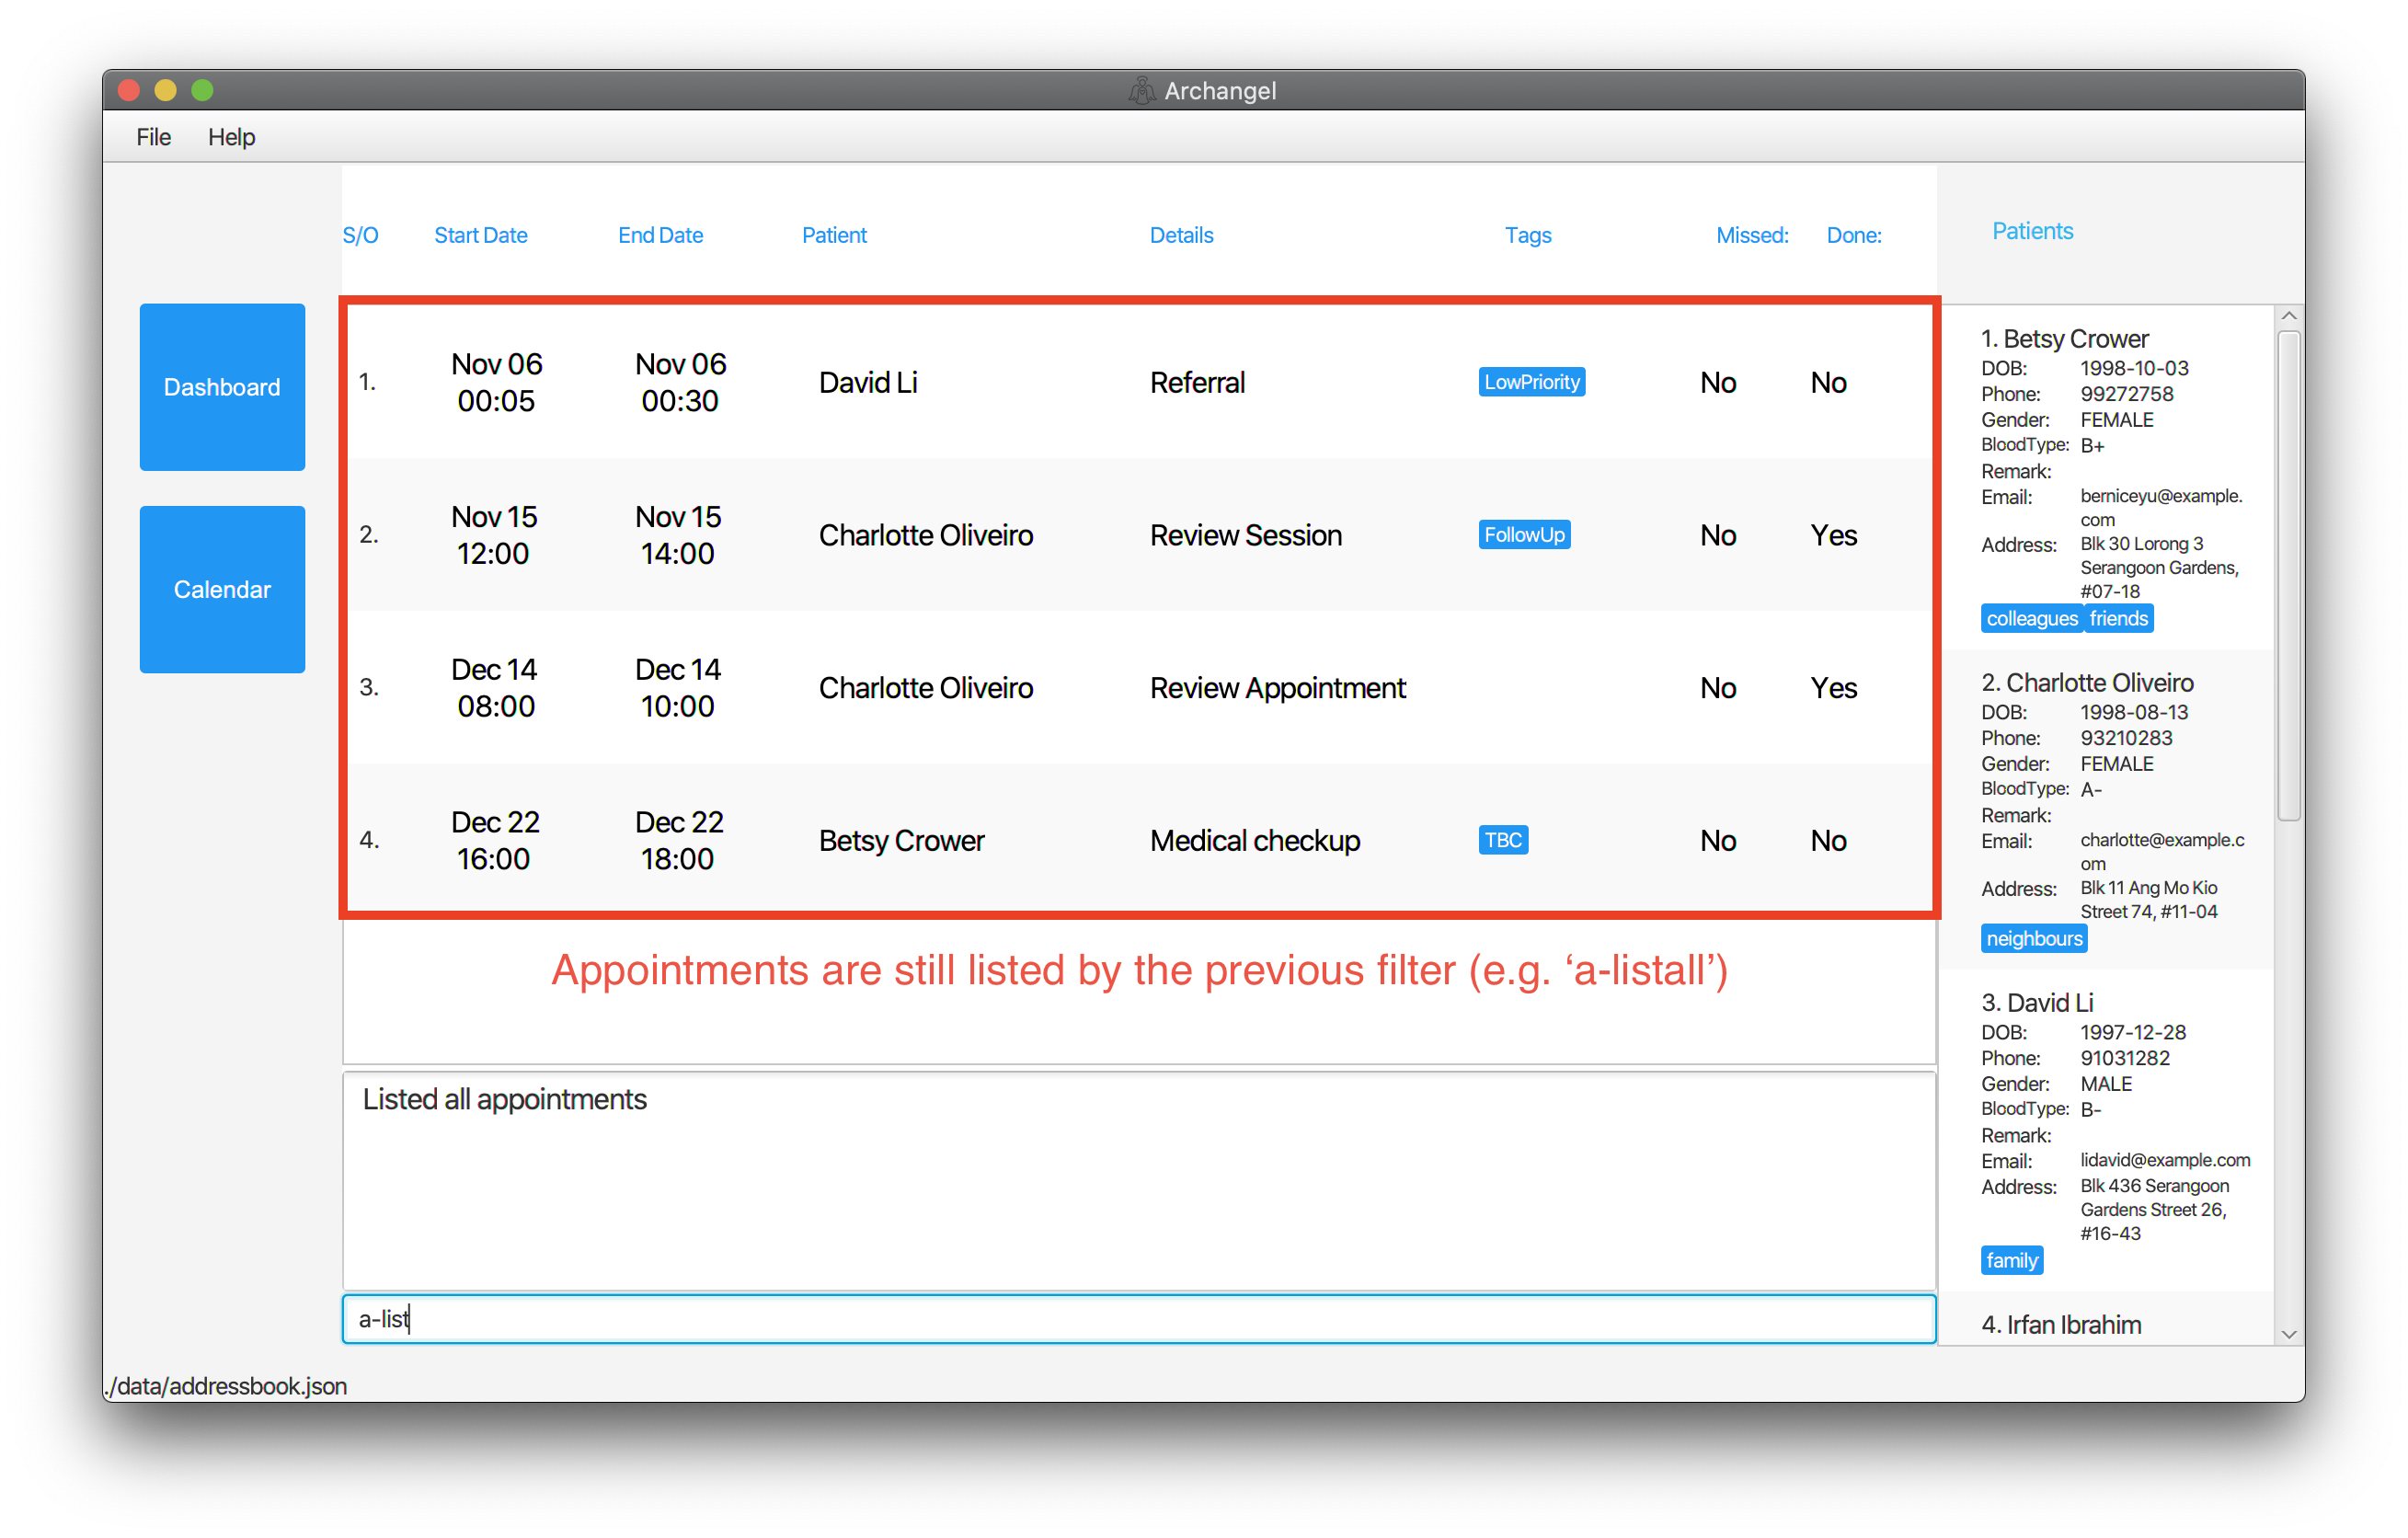 Archangel
File Help
S/O Start Date End Date Patient Details Tags Missed: Done:
Dashboard
Calendar
1. Nov 06 00:05 Nov 06 00:30 David Li Referral LowPriority No No
2. Nov 15 12:00 Nov 15 14:00 Charlotte Oliveiro Review Session FollowUp No Yes
3. Dec 14 08:00 Dec 14 10:00 Charlotte Oliveiro Review Appointment No Yes
4. Dec 22 16:00 Dec 22 18:00 Betsy Crower Medical checkup TBC No No
Appointments are still listed by the previous filter (e.g. ‘a-listall’)
Listed all appointments
a-list
./data/addressbook.json
Patients
1. Betsy Crower
DOB: 1998-10-03
Phone: 99272758
Gender: FEMALE
BloodType: B+
Remark:
Email: berniceyu@example.
com
Address: Blk 30 Lorong 3
Serangoon Gardens,
#07-18
colleagues friends
2. Charlotte Oliveiro
DOB: 1998-08-13
Phone: 93210283
Gender: FEMALE
BloodType: A-
Remark:
Email: charlotte@example.c
om
Address: Blk 11 Ang Mo Kio
Street 74, #11-04
neighbours
3. David Li
DOB: 1997-12-28
Phone: 91031282
Gender: MALE
BloodType: B-
Remark:
Email: lidavid@example.com
Address: Blk 436 Serangoon
Gardens Street 26,
#16-43
family
4. Irfan Ibrahim